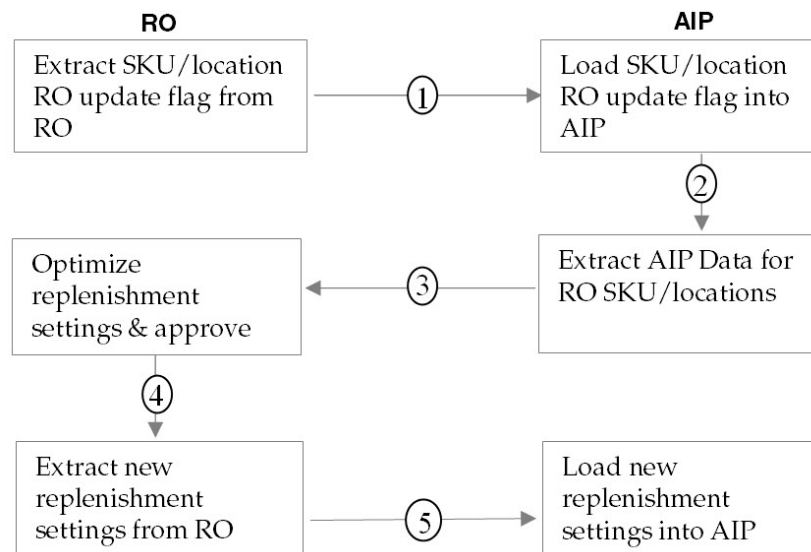 RO
AIP
Extract SKU/location
RO update flag from
RO
1
Load SKU/location
RO update flag into
AIP
2
Extract AIP Data for
RO SKU/locations
3
Optimize
replenishment
settings & approve
4
Extract new
replenishment
settings from RO
5
Load new
replenishment
settings into AIP